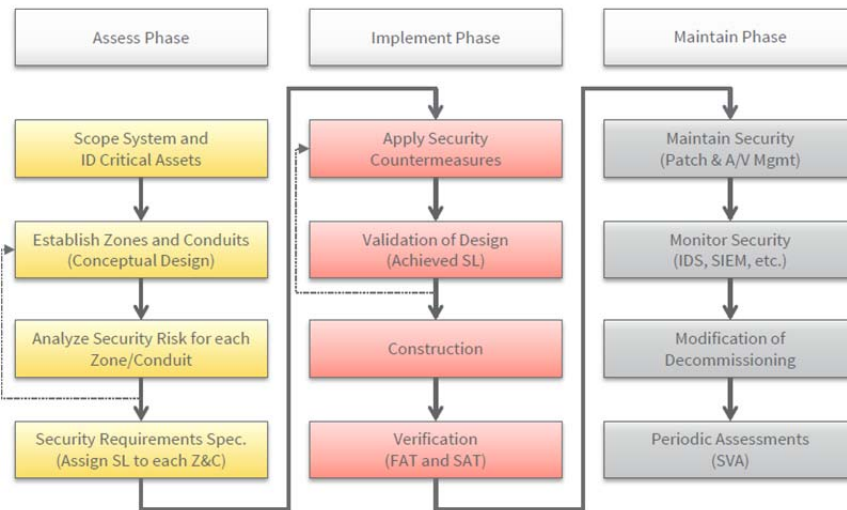 Assess Phase
Implement Phase
Maintain Phase
Scope System and
ID Critical Assets
Establish Zones and Conduits
(Conceptual Design)
Analyze Security Risk for each
Zone/Conduit
Security Requirements Spec.
(Assign SL to each Z&C)
Apply Security
Countermeasures
Validation of Design
(Achieved SL)
Construction
Verification
(FAT and SAT)
Maintain Security
(Patch & A/V Mgmt)
Monitor Security
(IDS, SIEM, etc.)
Modification of
Decommissioning
Periodic Assessments
(SVA)